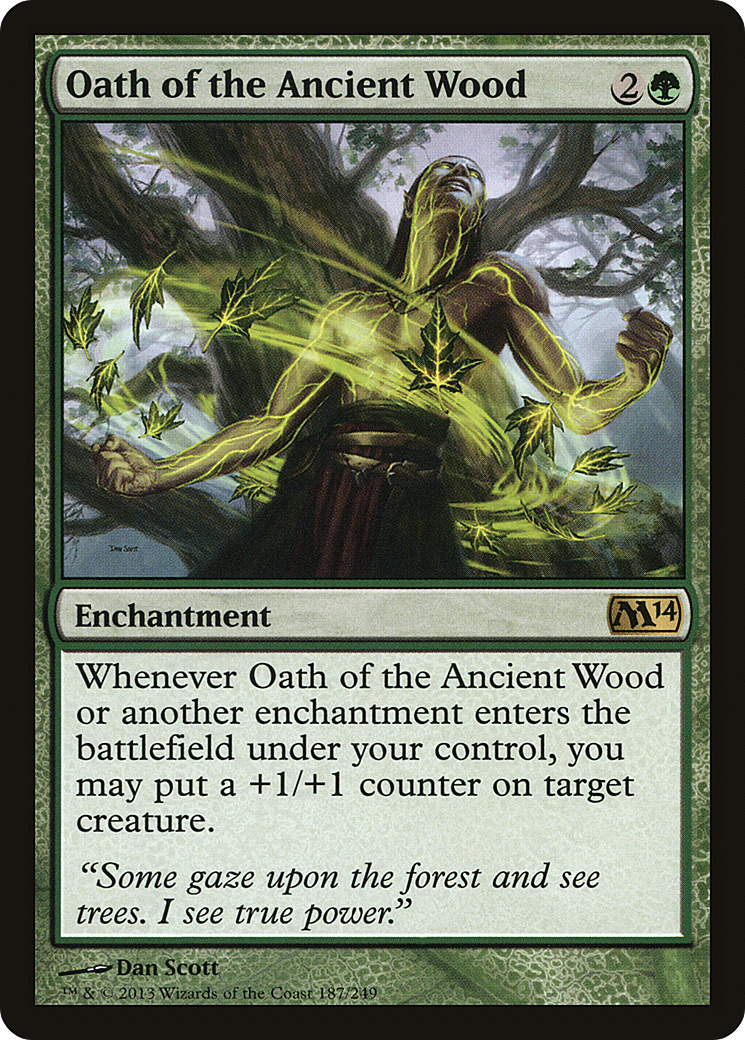 Oath of the Ancient Wood 2
Dan Scott
Enchantment M14
Whenever Oath of the Ancient Wood
or another enchantment enters the
battlefield under your control, you
may put a +1/+1 counter on target
creature.
“Some gaze upon the forest and see
trees. I see true power.”
Dan Scott
™ & © 2013 Wizards of the Coast 187/249